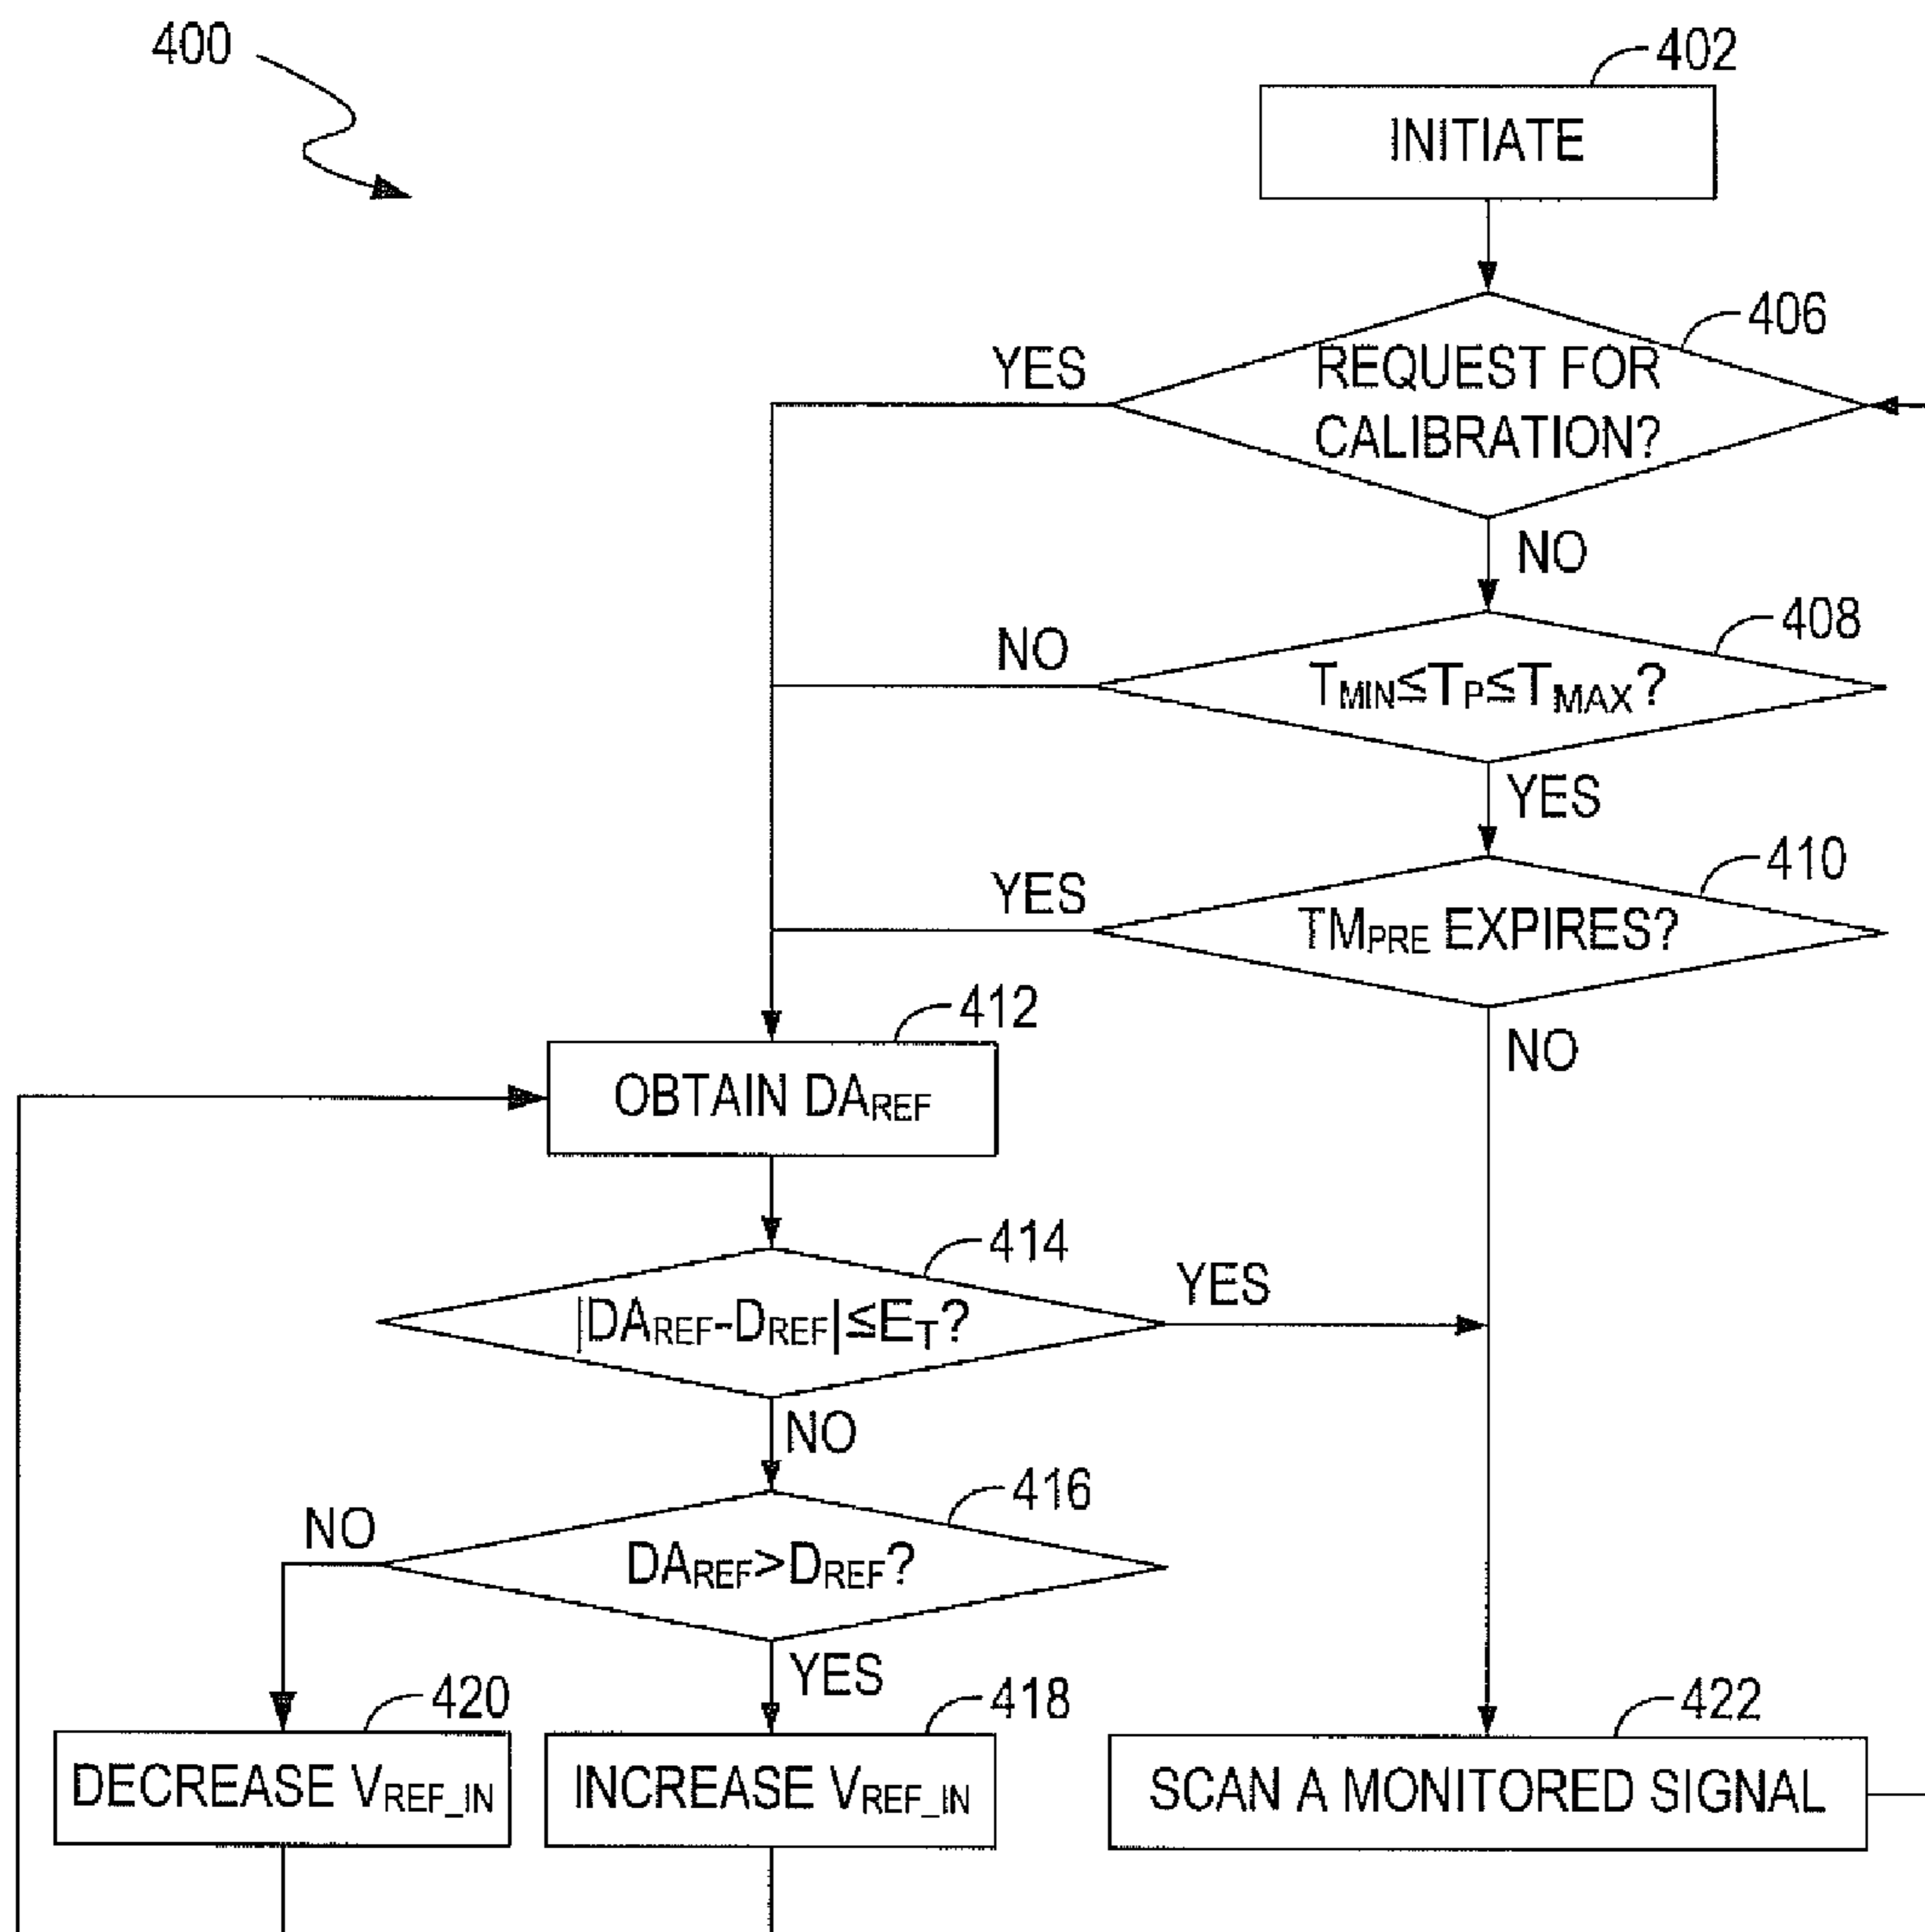 400
402
INITIATE
406
YES
REQUEST FOR
CALIBRATION?
NO
408
NO
TMIN≤TP≤TMAX?
YES
410
YES
TMPRE EXPIRES?
412
NO
OBTAIN DAREF
414
YES
|DAREF-DREF|≤ET?
NO
416
NO
DAREF>DREF?
YES
420
418
422
DECREASE VREF_IN
INCREASE VREF_IN
SCAN A MONITORED SIGNAL